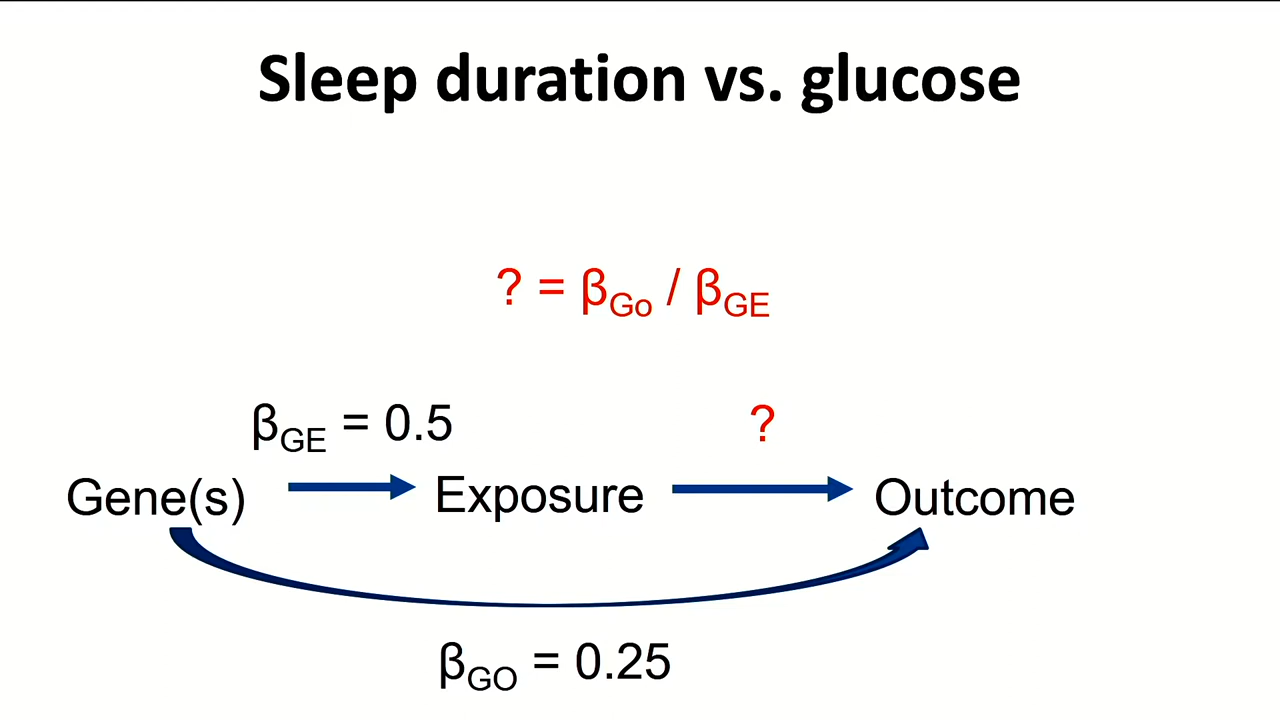 Sleep duration vs. glucose
? = βGo / βGE
βGE = 0.5
?
Gene(s)
Exposure
Outcome
βGO = 0.25